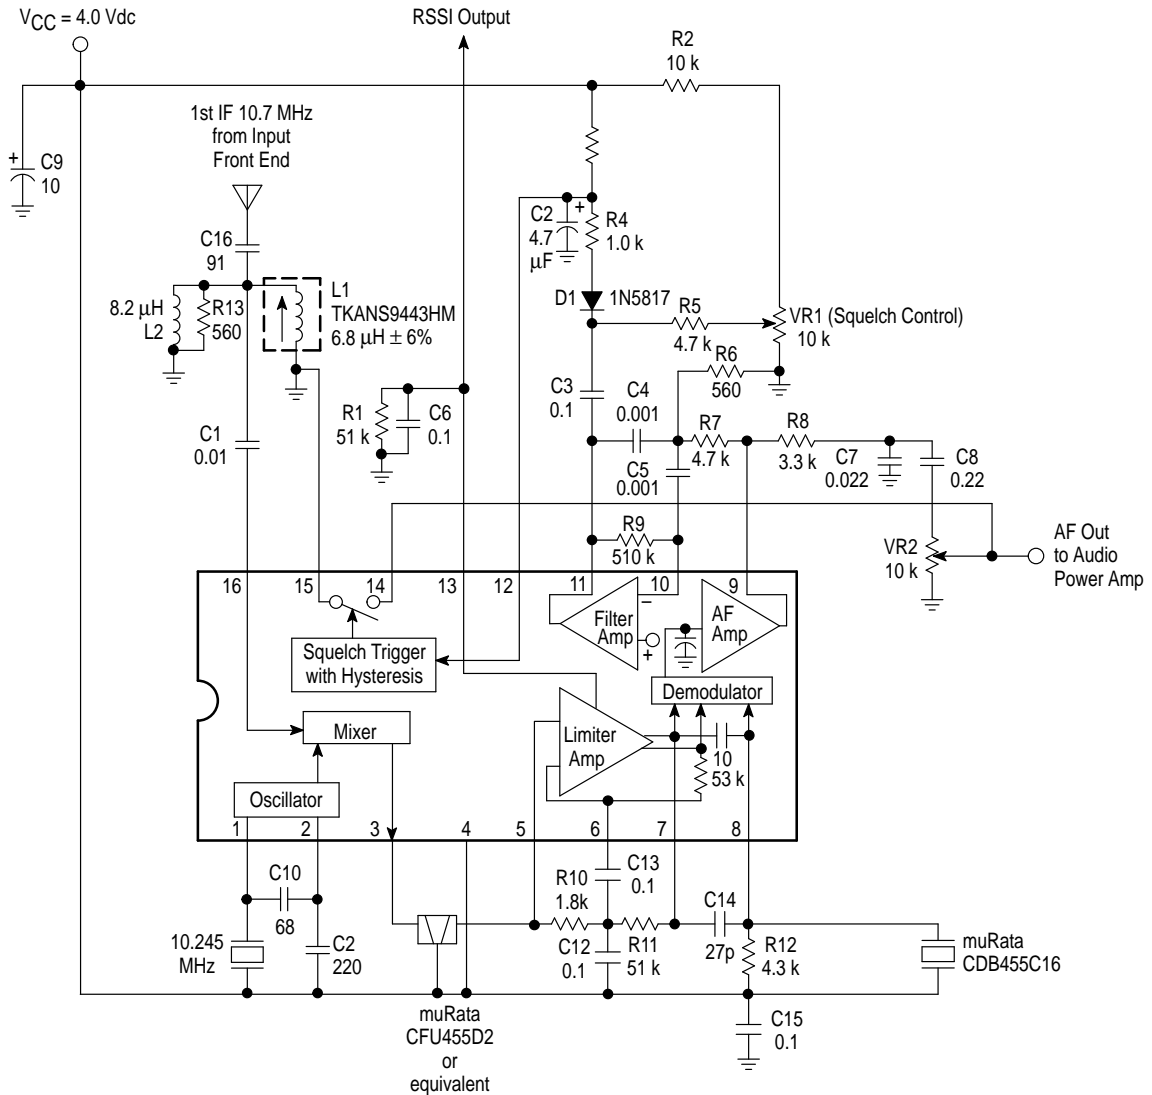 VCC = 4.0 Vdc
RSSI Output
R2
10 k
1st IF 10.7 MHz
from Input
Front End
+
C9
10
C16
91
C2
4.7
µF
+
R4
1.0 k
8.2 µH
L2
R13
560
L1
TKANS9443HM
6.8 µH ± 6%
D1
1N5817
R5
4.7 k
VR1 (Squelch Control)
10 k
R6
560
R1
51 k
C6
0.1
C3
0.1
C4
0.001
R7
4.7 k
R8
3.3 k
C7
0.022
C8
0.22
C1
0.01
C5
0.001
R9
510 k
VR2
10 k
AF Out
to Audio
Power Amp
16
15
14
13
12
11
10
9
Filter
Amp
–
+
AF
Amp
Squelch Trigger
with Hysteresis
Demodulator
Mixer
Limiter
Amp
10
53 k
Oscillator
1
2
3
4
5
6
7
8
C10
68
10.245
MHz
C2
220
R10
1.8k
C13
0.1
C12
0.1
R11
51 k
C14
27p
R12
4.3 k
muRata
CDB455C16
muRata
CFU455D2
or
equivalent
C15
0.1